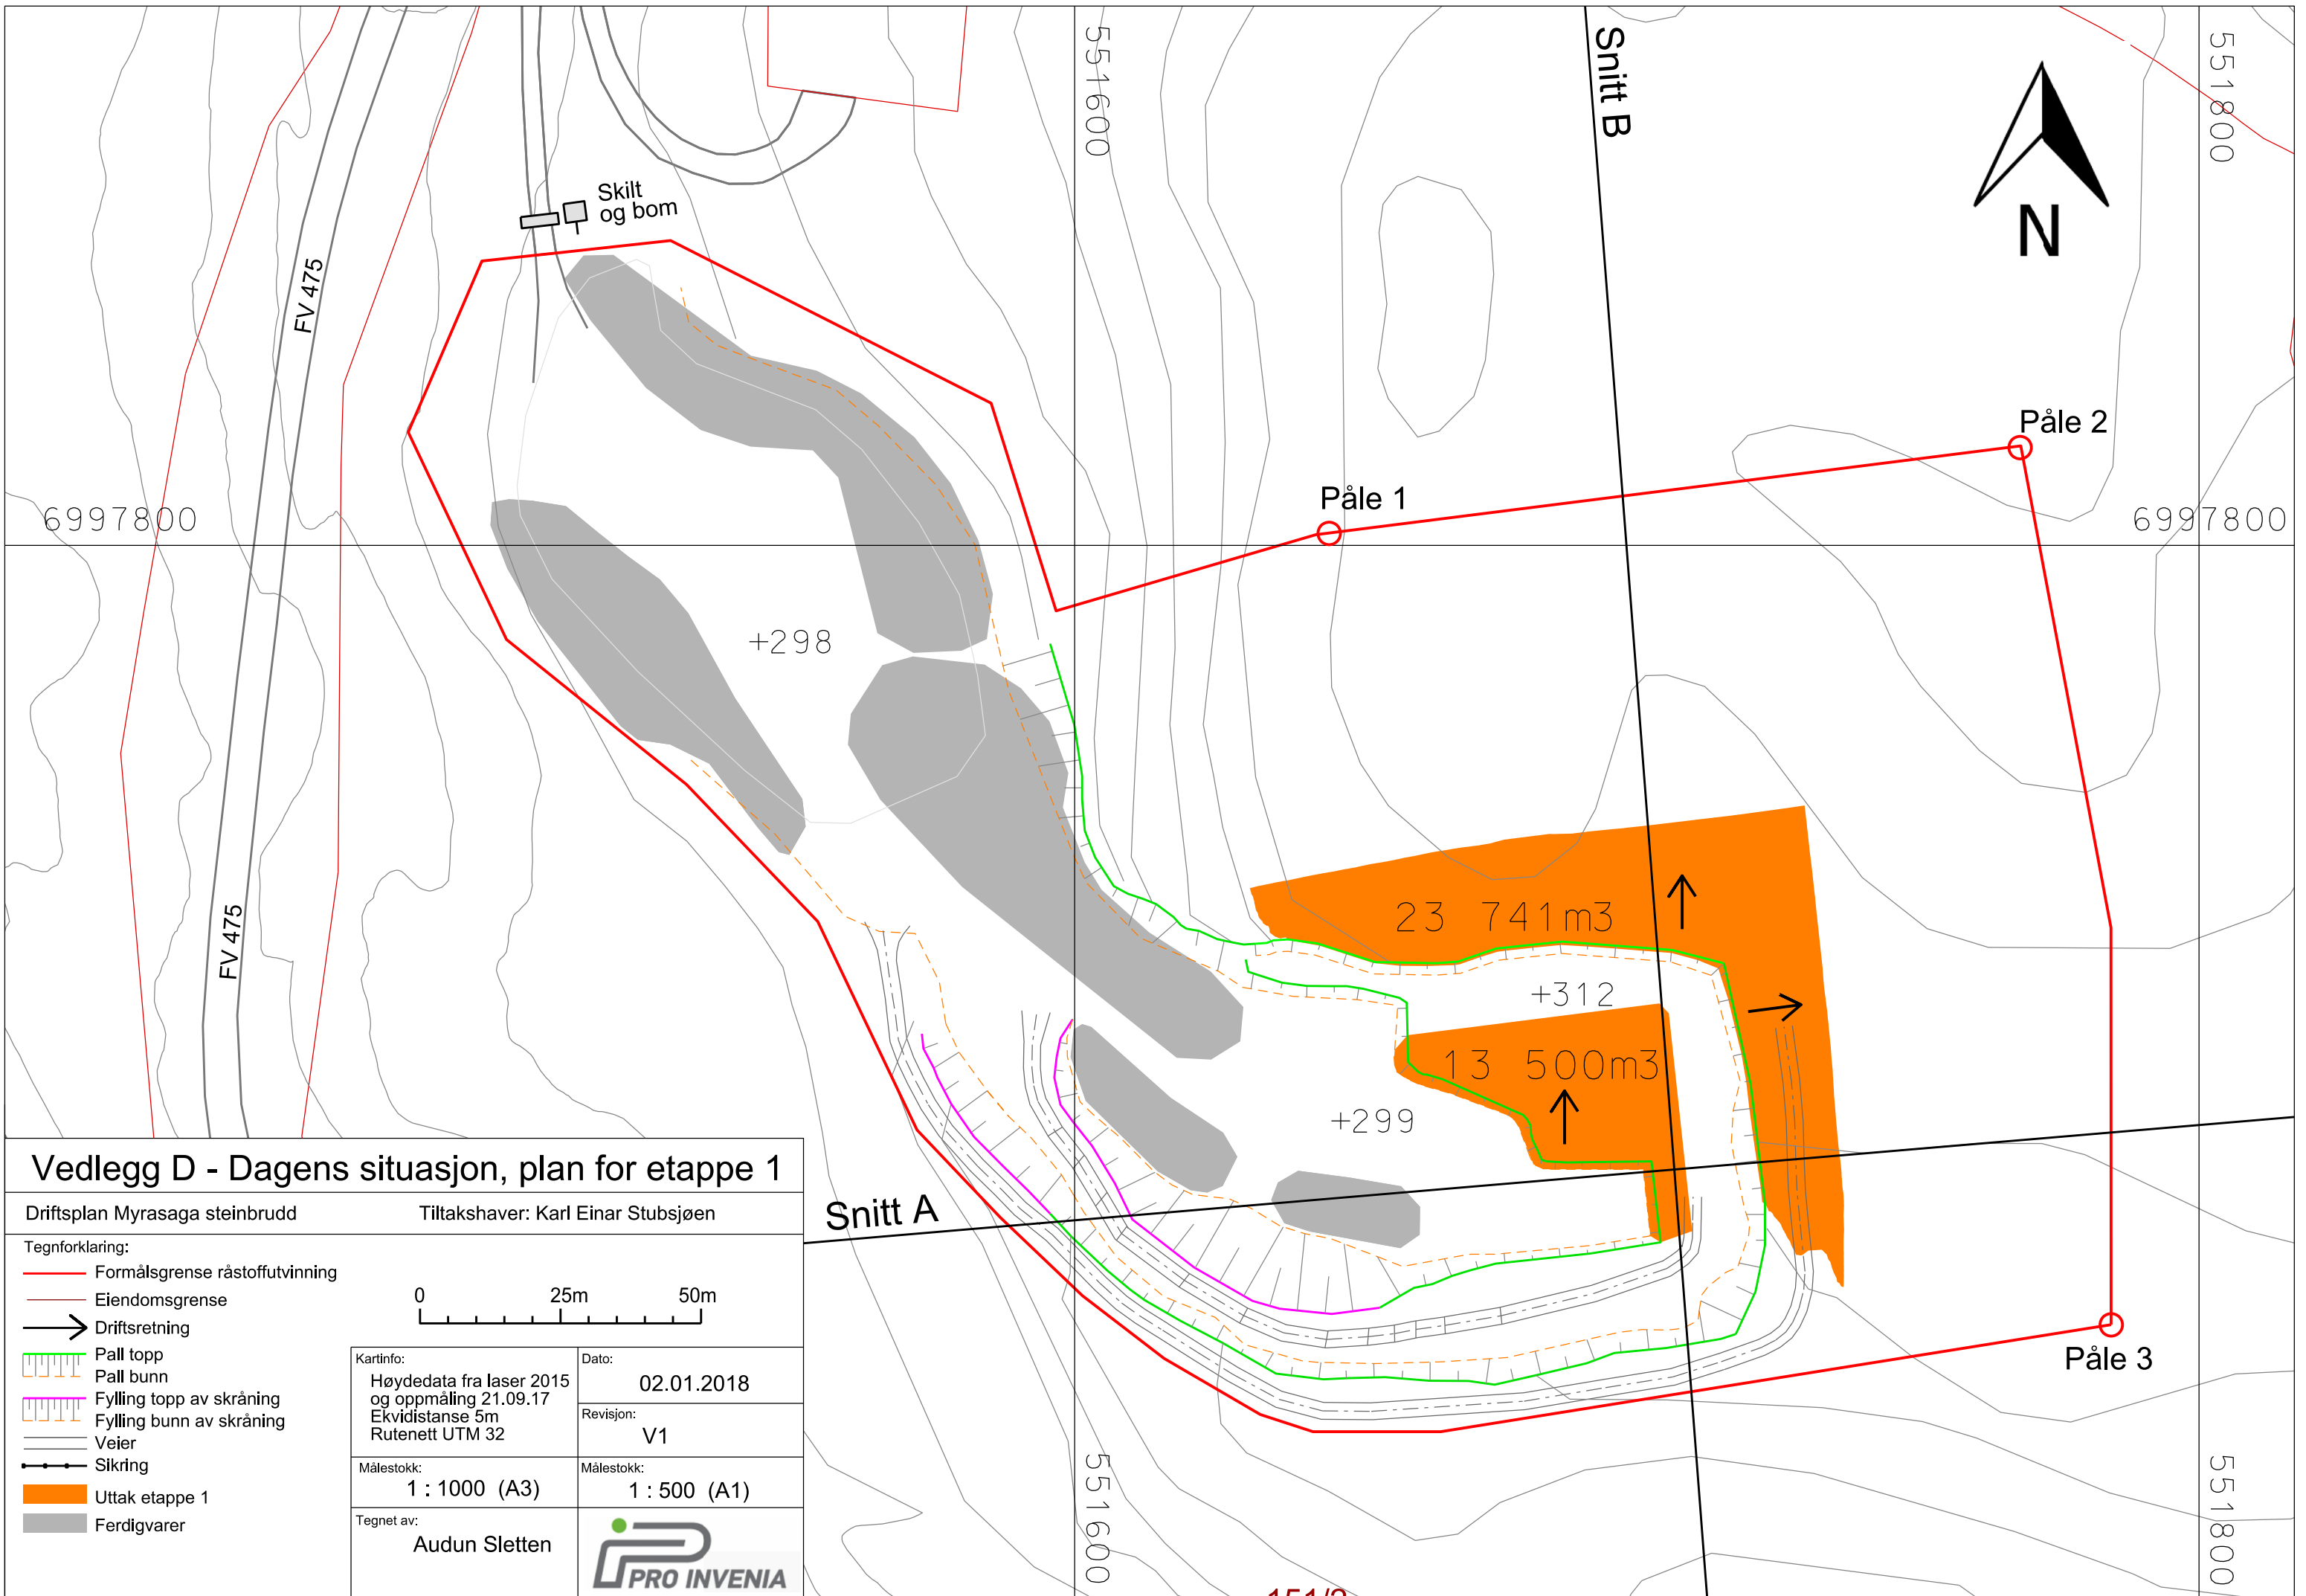 551600
Snitt B
551800
N
Skilt
og bom
FV 475
Påle 2
Påle 1
6997800
6997800
+298
23 741m3
+312
13 500m3
+299
FV 475
Snitt A
Påle 3
551600
551800
Vedlegg D - Dagens situasjon, plan for etappe 1
Driftsplan Myrasaga steinbrudd
Tiltakshaver: Karl Einar Stubsjøen
Tegnforklaring:
Formålsgrense råstoffutvinning
Eiendomsgrense
Driftsretning
Pall topp
Pall bunn
Fylling topp av skråning
Fylling bunn av skråning
Veier
Sikring
Uttak etappe 1
Ferdigvarer
0 25m 50m
Kartinfo:
Høydedata fra laser 2015
og oppmåling 21.09.17
Ekvidistanse 5m
Rutenett UTM 32
Dato:
02.01.2018
Revisjon:
V1
Målestokk:
1 : 1000 (A3)
Målestokk:
1 : 500 (A1)
Tegnet av:
Audun Sletten
PRO INVENIA